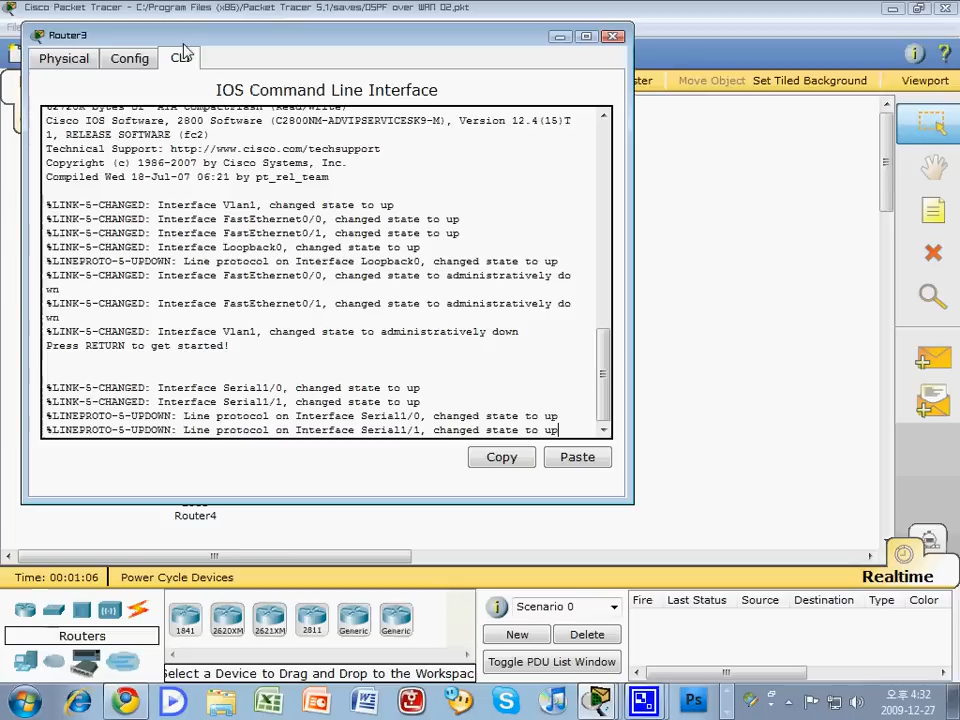 Cisco Packet Tracer - C:/Program Files (x86)/Packet Tracer 5.1/saves/OSPF over WAN 02.pkt
Router3
Physical
Config
IOS Command Line Interface
Cisco IOS Software, 2800 Software (C2800NM-ADVIPSERVICESK9-M), Version 12.4(15)T
1, RELEASE SOFTWARE (fc2)
Technical Support: http://www.cisco.com/techsupport
Copyright (c) 1986-2007 by Cisco Systems, Inc.
Compiled Wed 18-Jul-07 06:21 by pt_rel_team
%LINK-5-CHANGED: Interface Vlan1, changed state to up
%LINK-5-CHANGED: Interface FastEthernet0/0, changed state to up
%LINK-5-CHANGED: Interface FastEthernet0/1, changed state to up
%LINK-5-CHANGED: Interface Loopback0, changed state to up
%LINEPROTO-5-UPDOWN: Line protocol on Interface Loopback0, changed state to up
%LINK-5-CHANGED: Interface FastEthernet0/0, changed state to administratively do
wn
%LINK-5-CHANGED: Interface FastEthernet0/1, changed state to administratively do
wn
%LINK-5-CHANGED: Interface Vlan1, changed state to administratively down
Press RETURN to get started!
%LINK-5-CHANGED: Interface Serial1/0, changed state to up
%LINK-5-CHANGED: Interface Serial1/1, changed state to up
%LINEPROTO-5-UPDOWN: Line protocol on Interface Serial1/0, changed state to up
%LINEPROTO-5-UPDOWN: Line protocol on Interface Serial1/1, changed state to up
Copy
Paste
Move Object
Set Tiled Background
Viewport
Router4
Time: 00:01:06
Power Cycle Devices
Realtime
Routers
1841
2620XM
2621XM
2811
Generic
Generic
Select a Device to Drag and Drop to the Workspac
Scenario 0
New
Delete
Toggle PDU List Window
Fire
Last Status
Source
Destination
Type
Color
오후 4:32
2009-12-27